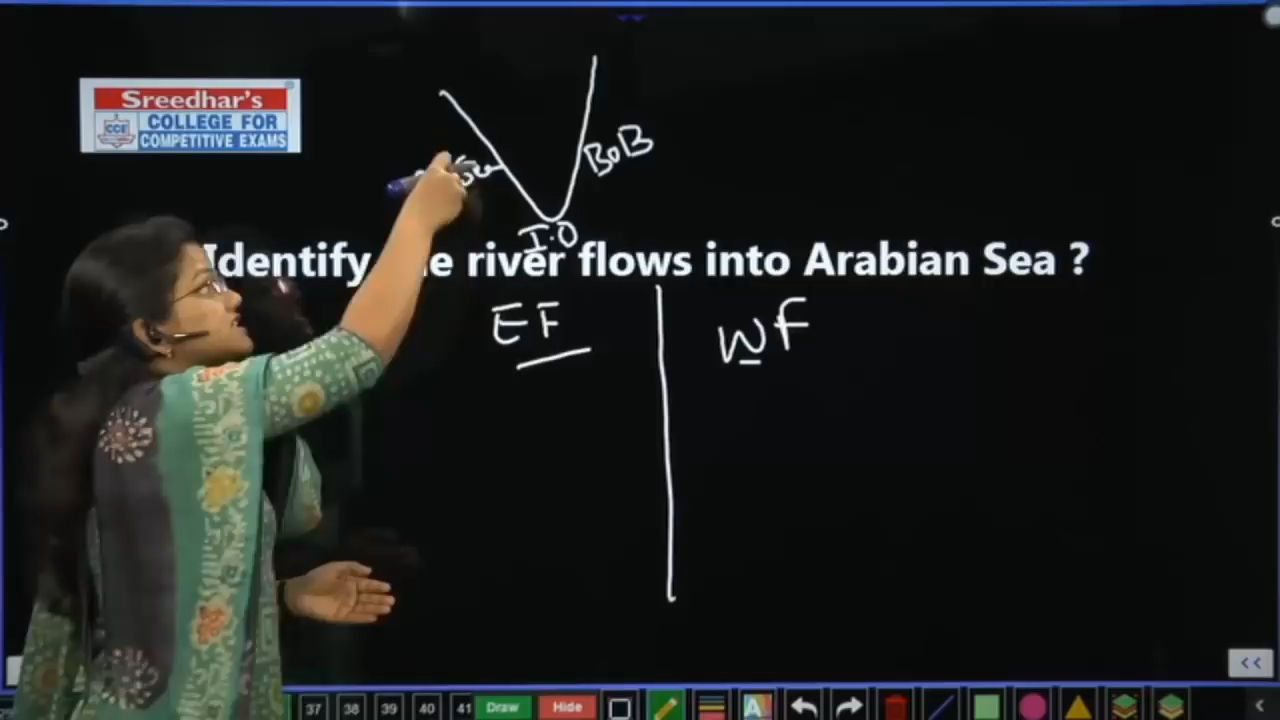 Sreedhar's
CCE
COLLEGE FOR
COMPETITIVE EXAMS
BoB
I.O
Identify river flows into Arabian Sea ?
EF
WF
<<
37 38 39 40 41 Draw Hide A